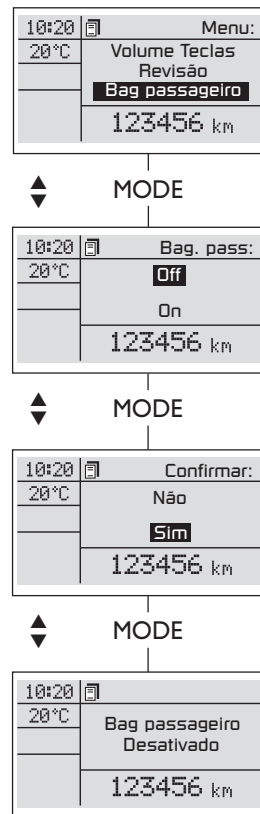 10:20 Menu:
20°C Volume Teclas
Revisão
Bag passageiro
123456 km
MODE
10:20 Bag. pass:
20°C Off
On
123456 km
MODE
10:20 Confirmar:
20°C Não
Sim
123456 km
MODE
10:20
20°C Bag passageiro
Desativado
123456 km